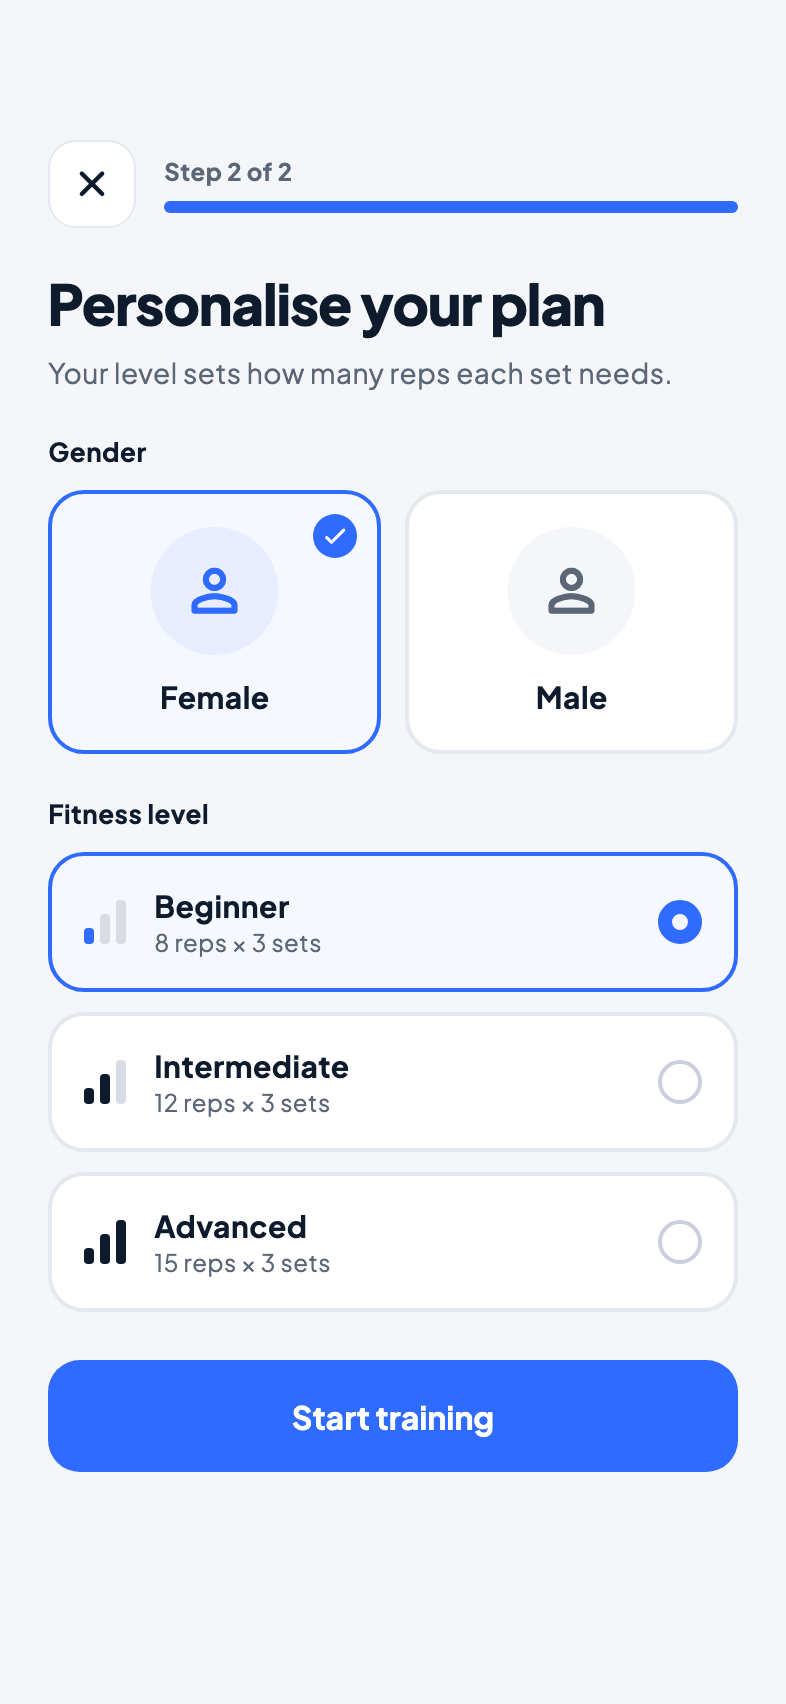 Step 2 of 2
Personalise your plan
Your level sets how many reps each set needs.
Gender
Female
Male
Fitness level
Beginner
8 reps × 3 sets
Intermediate
12 reps × 3 sets
Advanced
15 reps × 3 sets
Start training